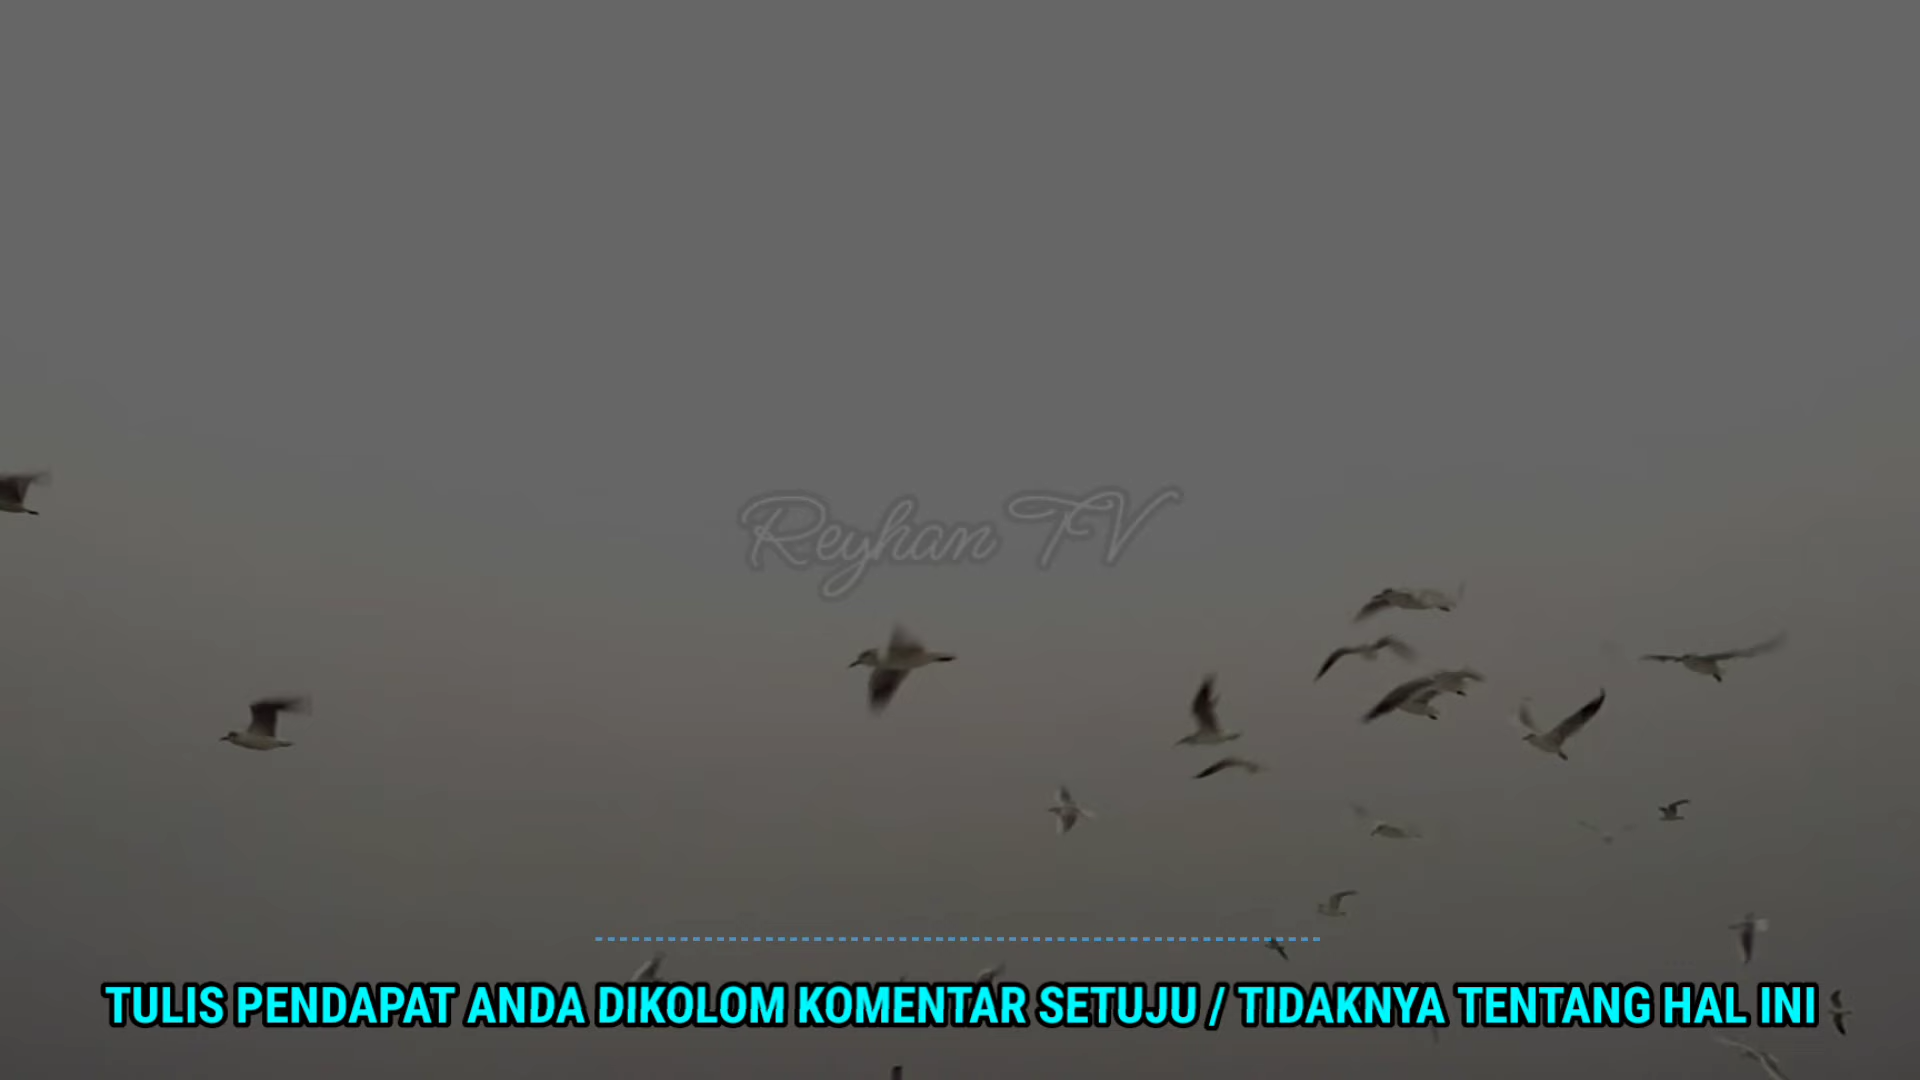 Reyhan TV
TULIS PENDAPAT ANDA DIKOLOM KOMENTAR SETUJU / TIDAKNYA TENTANG HAL INI